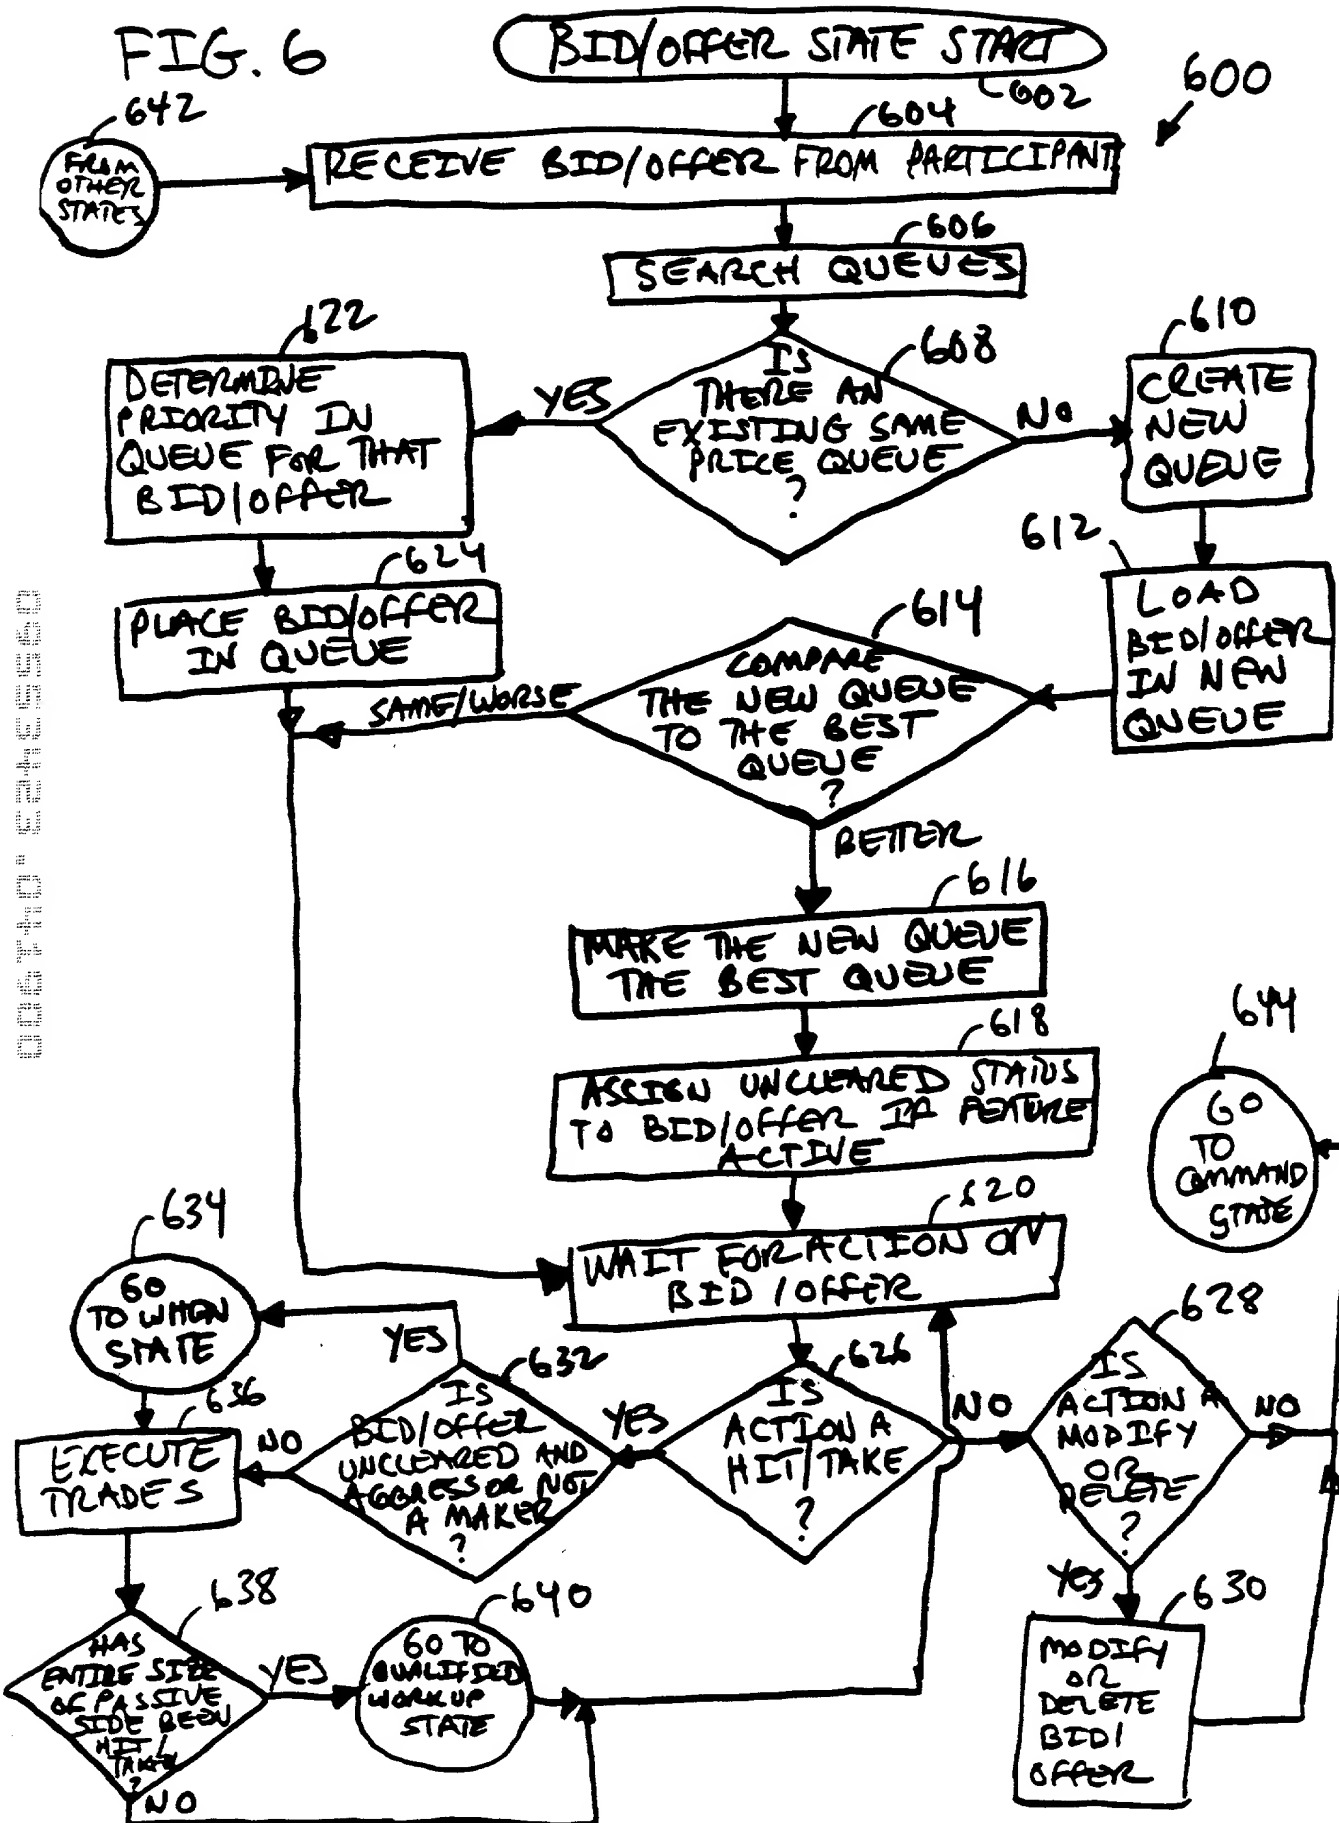 FIG. 6
BID/OFFER STATE START
602
600
642
FROM
OTHER
STATES
604
RECEIVE BID/OFFER FROM PARTICIPANT
606
SEARCH QUEUES
608
IS
THERE AN
EXISTING SAME
PRICE QUEUE
?
YES
NO
622
DETERMINE
PRIORITY IN
QUEUE FOR THAT
BID/OFFER
610
CREATE
NEW
QUEUE
624
PLACE BID/OFFER
IN QUEUE
612
LOAD
BID/OFFER
IN NEW
QUEUE
614
COMPARE
THE NEW QUEUE
TO THE BEST
QUEUE
?
SAME/WORSE
BETTER
616
MAKE THE NEW QUEUE
THE BEST QUEUE
618
ASSIGN UNCLEARED STATUS
TO BID/OFFER IF FEATURE
ACTIVE
644
GO
TO
COMMAND
STATE
620
WAIT FOR ACTION ON
BID/OFFER
634
GO
TO WHEN
STATE
YES
632
IS
BID/OFFER
UNCLEARED AND
AGGRESSOR NOT
A MAKER
?
NO
YES
626
IS
ACTION A
HIT/TAKE
?
NO
628
IS
ACTION A
MODIFY
OR
DELETE
?
NO
YES
636
EXECUTE
TRADES
638
HAS
ENTIRE SIZE
OF PASSIVE
SIDE BEEN
HIT/
TAKEN
?
YES
NO
640
GO TO
QUALIFIED
WORKUP
STATE
630
MODIFY
OR
DELETE
BID/
OFFER